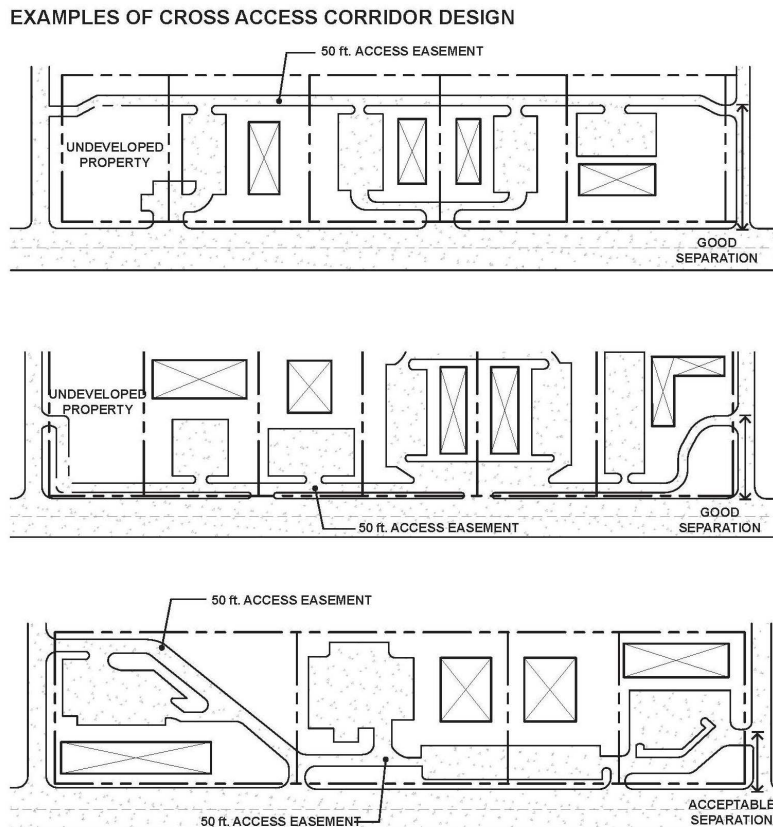 EXAMPLES OF CROSS ACCESS CORRIDOR DESIGN
50 ft. ACCESS EASEMENT
UNDEVELOPED
PROPERTY
GOOD
SEPARATION
UNDEVELOPED
PROPERTY
50 ft. ACCESS EASEMENT
GOOD
SEPARATION
50 ft. ACCESS EASEMENT
ACCEPTABLE
SEPARATION
50 ft. ACCESS EASEMENT